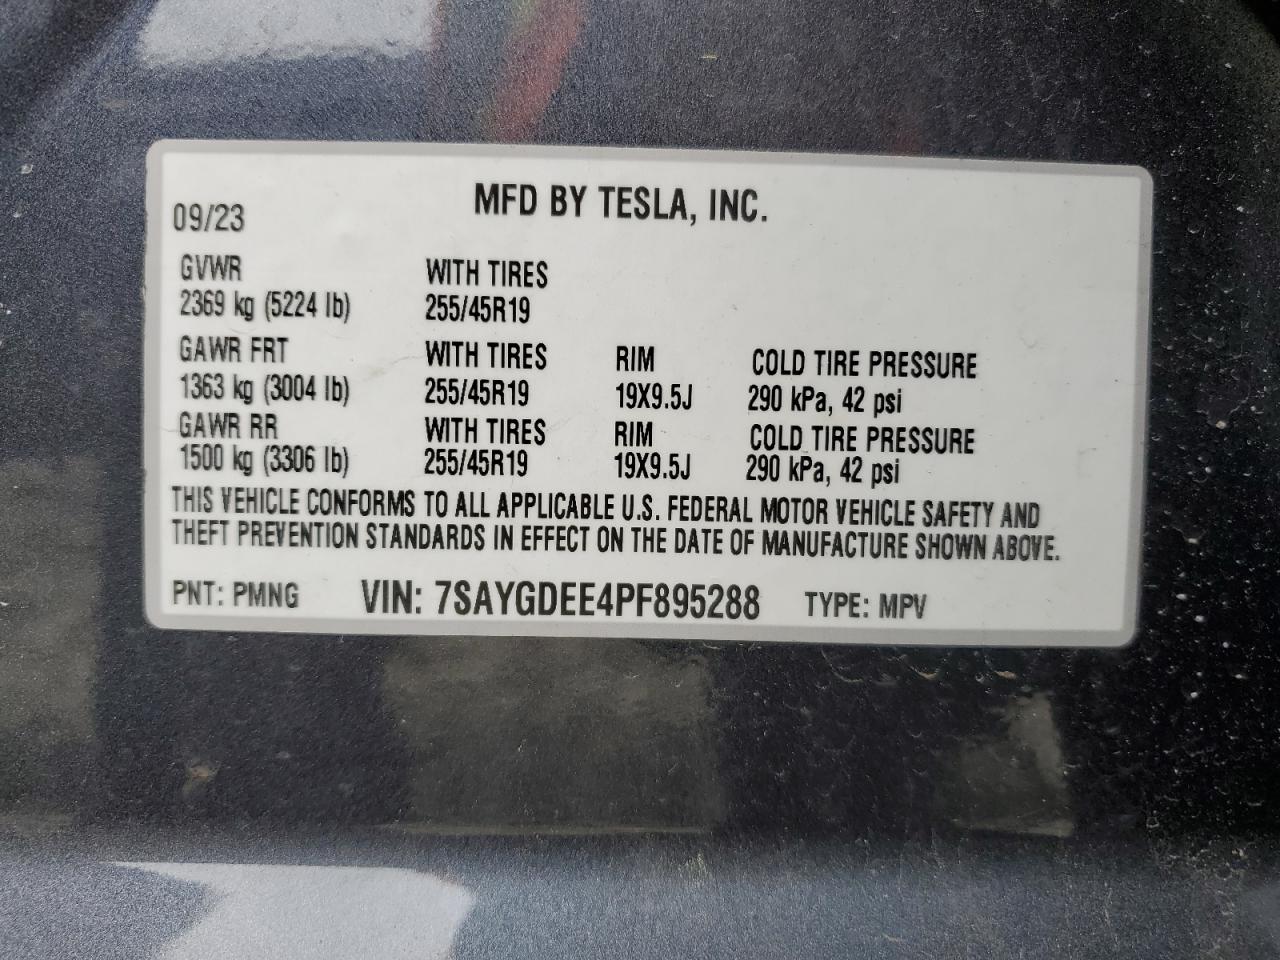 MFD BY TESLA, INC.
09/23
GVWR WITH TIRES
2369 kg (5224 lb) 255/45R19
GAWR FRT WITH TIRES RIM COLD TIRE PRESSURE
1363 kg (3004 lb) 255/45R19 19X9.5J 290 kPa, 42 psi
GAWR RR WITH TIRES RIM COLD TIRE PRESSURE
1500 kg (3306 lb) 255/45R19 19X9.5J 290 kPa, 42 psi
THIS VEHICLE CONFORMS TO ALL APPLICABLE U.S. FEDERAL MOTOR VEHICLE SAFETY AND
THEFT PREVENTION STANDARDS IN EFFECT ON THE DATE OF MANUFACTURE SHOWN ABOVE.
PNT: PMNG VIN: 7SAYGDEE4PF895288 TYPE: MPV